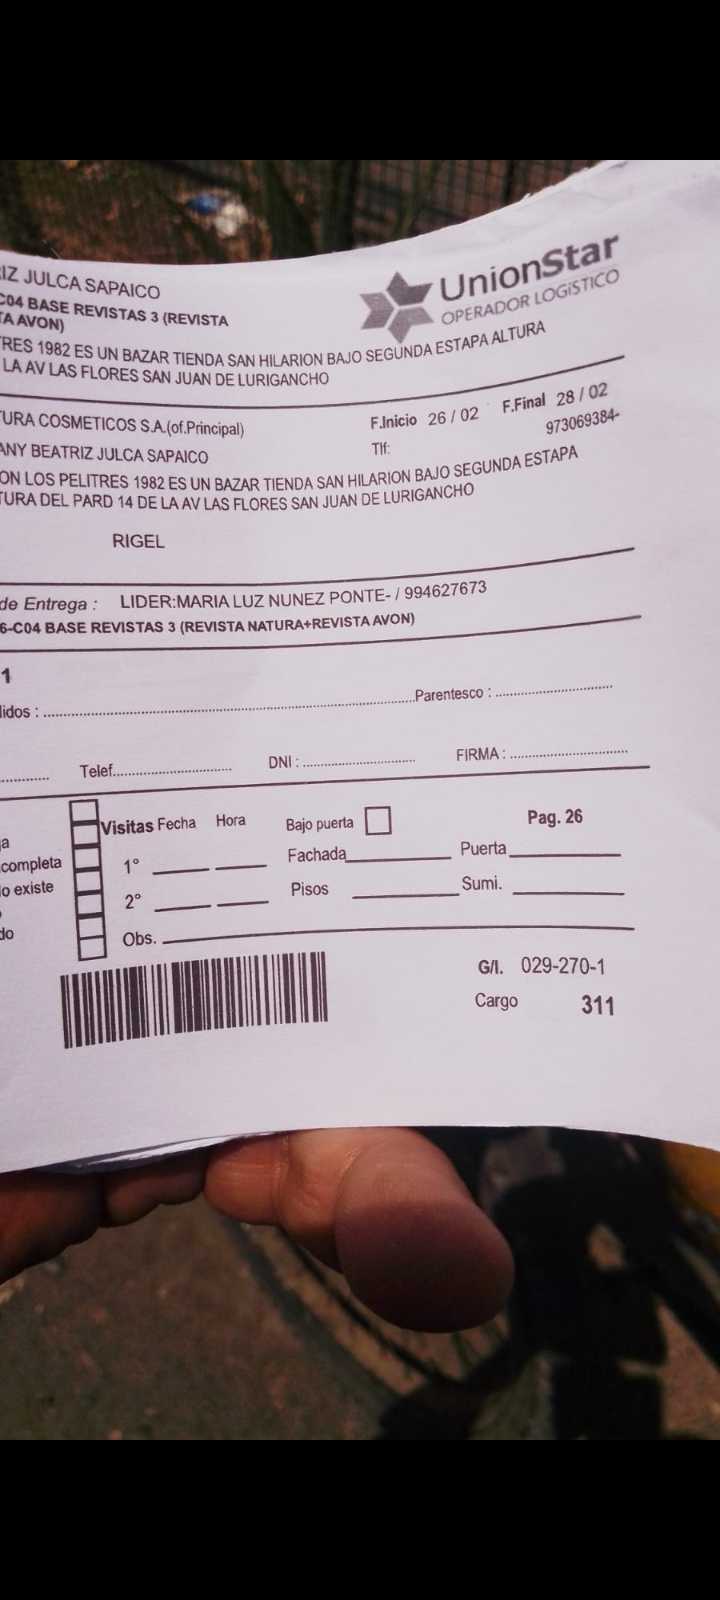 IZ JULCA SAPAICO
UnionStar
OPERADOR LOGíSTICO
C04 BASE REVISTAS 3 (REVISTA
TA AVON)
TRES 1982 ES UN BAZAR TIENDA SAN HILARION BAJO SEGUNDA ESTAPA ALTURA
LA AV LAS FLORES SAN JUAN DE LURIGANCHO
TURA COSMETICOS S.A.(of.Principal)
F.Inicio 26 / 02 F.Final 28 / 02
ANY BEATRIZ JULCA SAPAICO
Tlf: 973069384-
ON LOS PELITRES 1982 ES UN BAZAR TIENDA SAN HILARION BAJO SEGUNDA ESTAPA
TURA DEL PARD 14 DE LA AV LAS FLORES SAN JUAN DE LURIGANCHO
RIGEL
de Entrega : LIDER:MARIA LUZ NUNEZ PONTE- / 994627673
6-C04 BASE REVISTAS 3 (REVISTA NATURA+REVISTA AVON)
1
lidos : Parentesco :
Telef. DNI : FIRMA :
Visitas Fecha Hora Bajo puerta Pag. 26
ga
completa 1° Fachada Puerta
lo existe 2° Pisos Sumi.
o
do Obs.
G/I. 029-270-1
Cargo 311